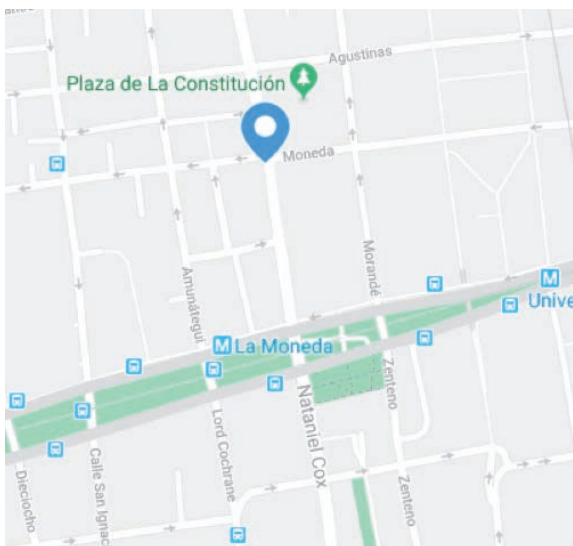 Agustinas
Plaza de La Constitución
Moneda
Morandé
Amunátegui
M
Unive
M
La Moneda
Nataniel Cox
Zenteno
Lord Cochrane
Calle San Ignac
Dieciocho
Zenteno